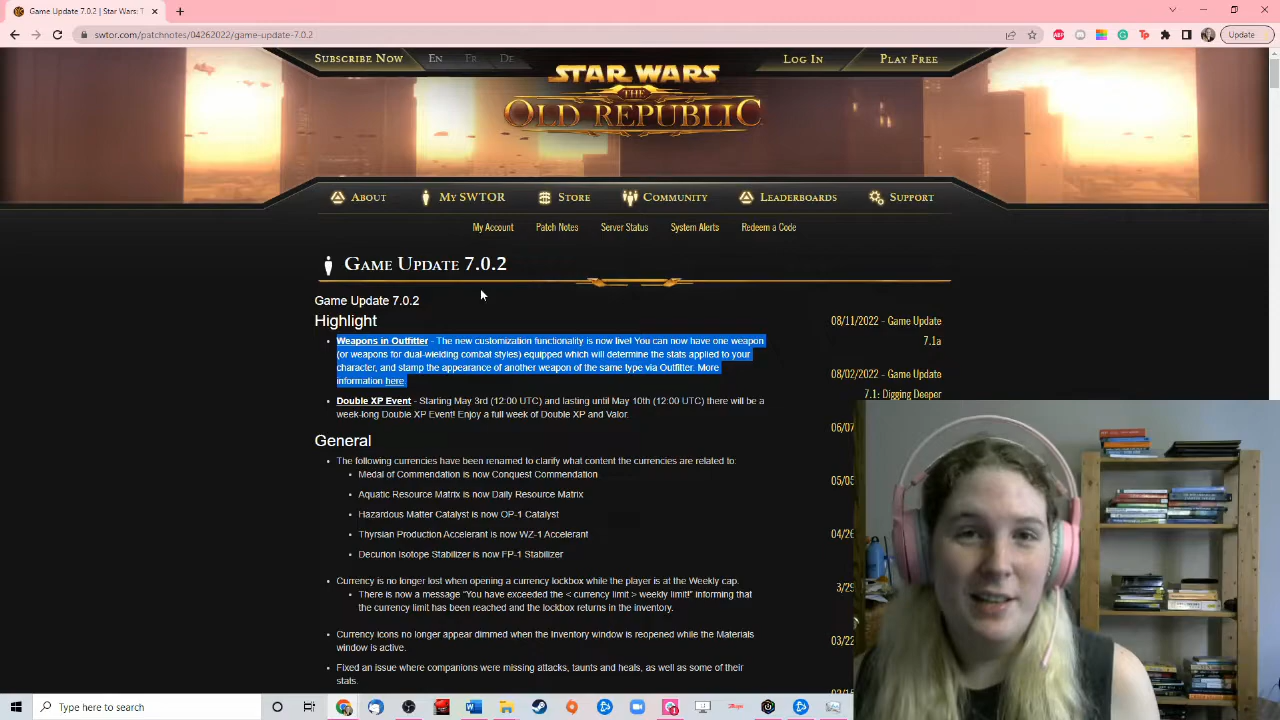 Game Update 7.0.2 | Star Wars: T
swtor.com/patchnotes/04262022/game-update-7.0.2
Update
Subscribe Now En Fr De Log In Play Free
STAR WARS
THE
OLD REPUBLIC
About My SWTOR Store Community Leaderboards Support
My Account Patch Notes Server Status System Alerts Redeem a Code
Game Update 7.0.2
Game Update 7.0.2
Highlight
Weapons in Outfitter - The new customization functionality is now live! You can now have one weapon
(or weapons for dual-wielding combat styles) equipped which will determine the stats applied to your
character, and stamp the appearance of another weapon of the same type via Outfitter. More
information here.
Double XP Event - Starting May 3rd (12:00 UTC) and lasting until May 10th (12:00 UTC) there will be a
week-long Double XP Event! Enjoy a full week of Double XP and Valor.
General
The following currencies have been renamed to clarify what content the currencies are related to:
Medal of Commendation is now Conquest Commendation
Aquatic Resource Matrix is now Daily Resource Matrix
Hazardous Matter Catalyst is now OP-1 Catalyst
Thyrsian Production Accelerant is now WZ-1 Accelerant
Decurion Isotope Stabilizer is now FP-1 Stabilizer
Currency is no longer lost when opening a currency lockbox while the player is at the Weekly cap.
There is now a message "You have exceeded the < currency limit > weekly limit!" informing that
the currency limit has been reached and the lockbox returns in the inventory.
Currency icons no longer appear dimmed when the Inventory window is reopened while the Materials
window is active.
Fixed an issue where companions were missing attacks, taunts and heals, as well as some of their
stats.
08/11/2022 - Game Update
7.1a
08/02/2022 - Game Update
7.1: Digging Deeper
06/07
05/05
04/26
3/29
03/22
Type here to search